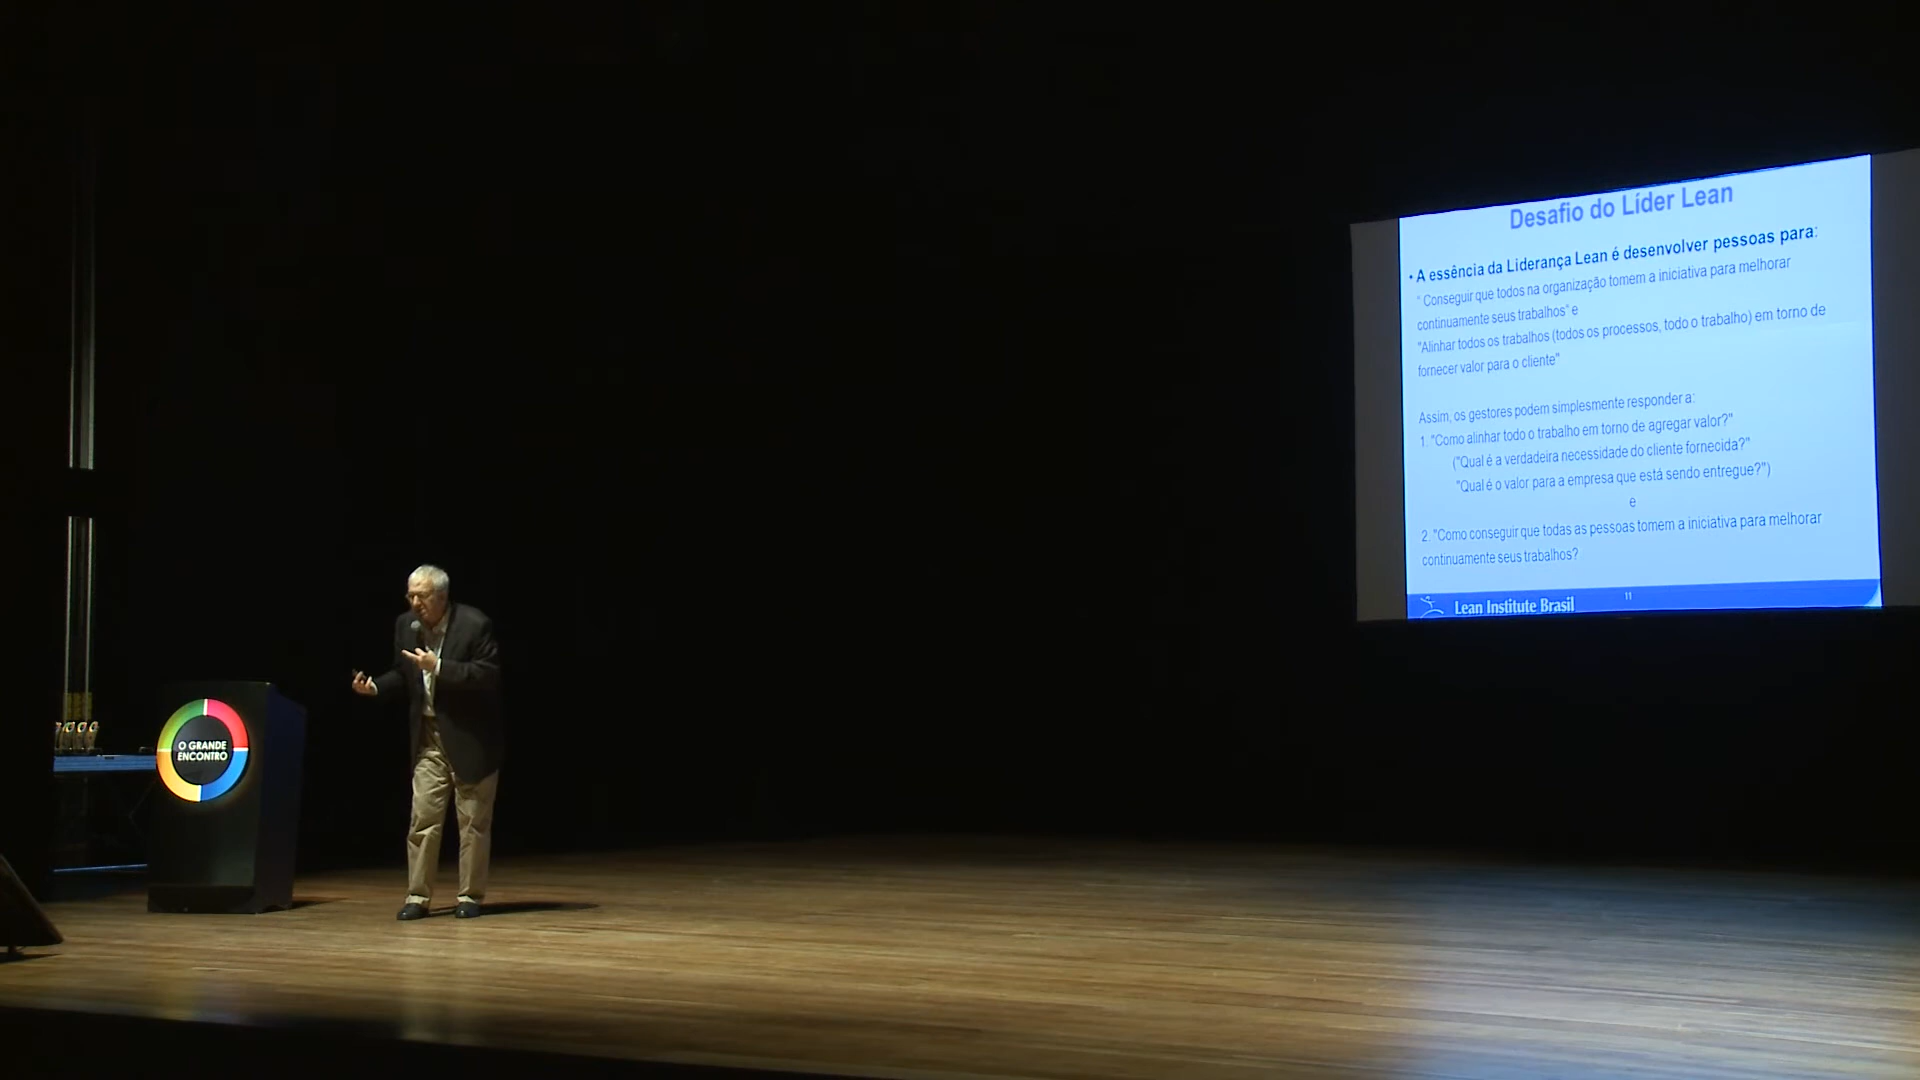 O GRANDE
ENCONTRO
Desafio do Líder Lean
• A essência da Liderança Lean é desenvolver pessoas para:
" Conseguir que todos na organização tomem a iniciativa para melhorar
continuamente seus trabalhos" e
"Alinhar todos os trabalhos (todos os processos, todo o trabalho) em torno de
fornecer valor para o cliente"
Assim, os gestores podem simplesmente responder a:
1. "Como alinhar todo o trabalho em torno de agregar valor?"
("Qual é a verdadeira necessidade do cliente fornecida?"
"Qual é o valor para a empresa que está sendo entregue?")
e
2. "Como conseguir que todas as pessoas tomem a iniciativa para melhorar
continuamente seus trabalhos?
Lean Institute Brasil
11